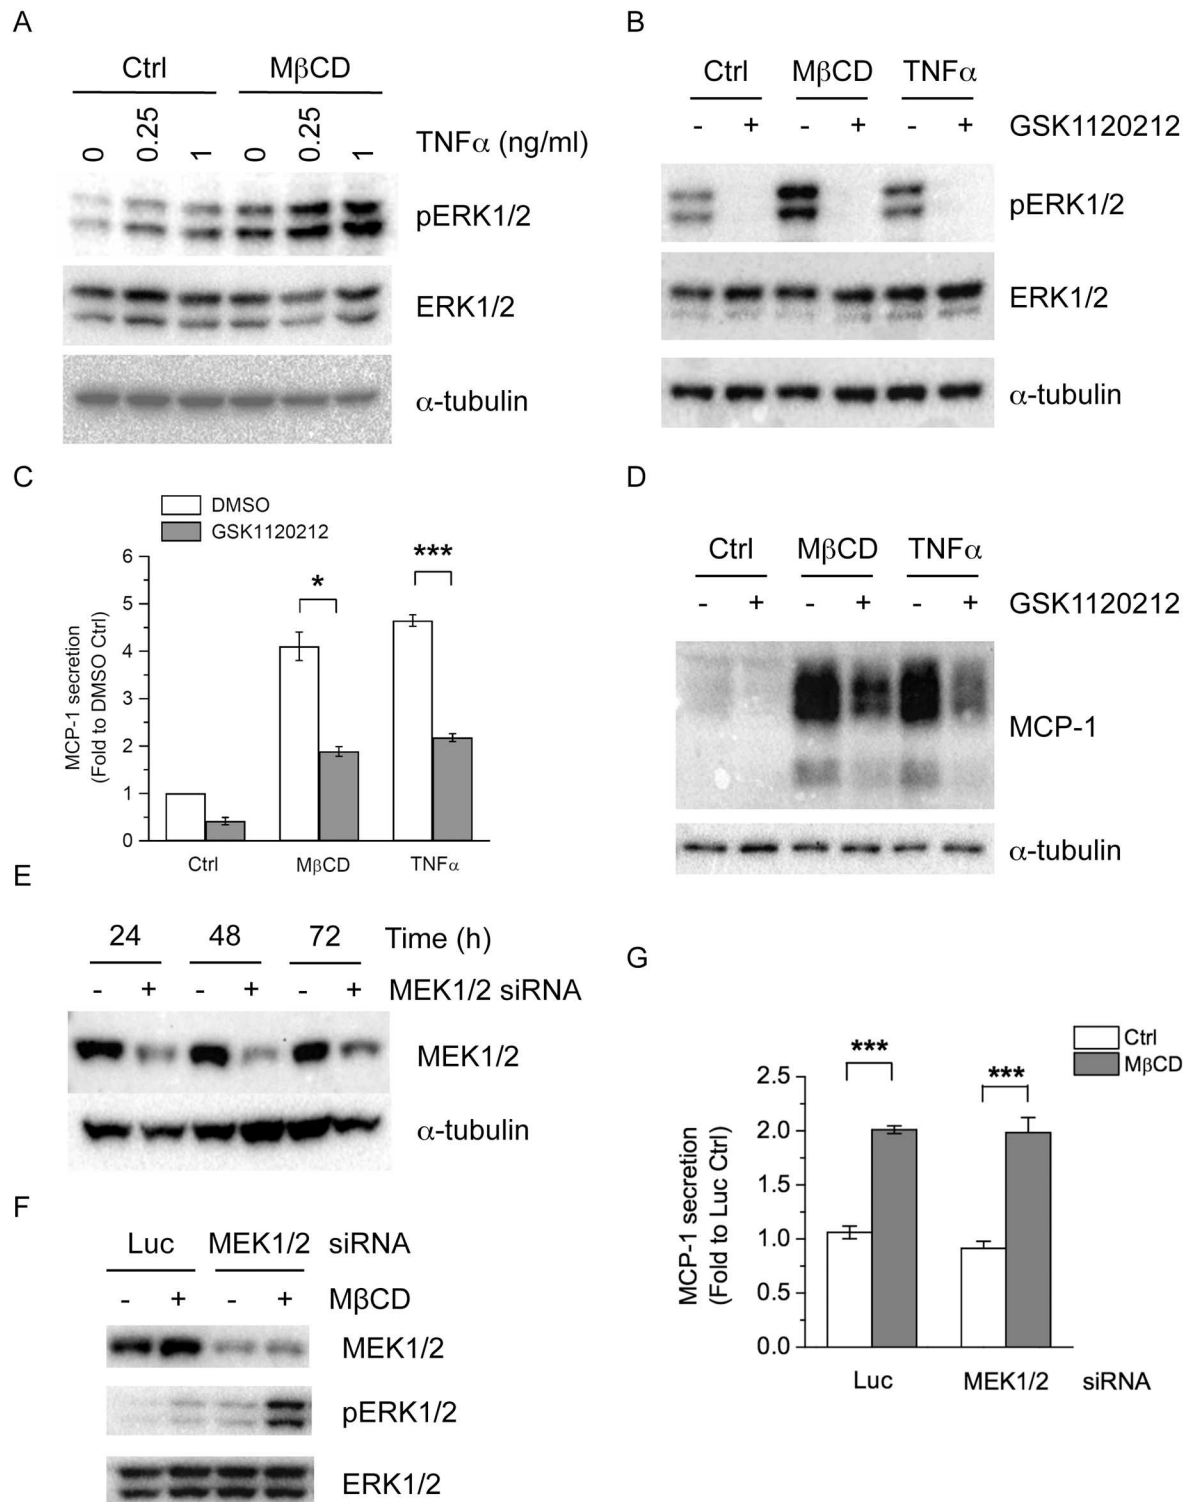 A
Ctrl MβCD
0 0.25 1 0 0.25 1 TNFα (ng/ml)
pERK1/2
ERK1/2
α-tubulin
B
Ctrl MβCD TNFα
- + - + - + GSK1120212
pERK1/2
ERK1/2
α-tubulin
C
DMSO
GSK1120212
MCP-1 secretion
(Fold to DMSO Ctrl)
6
5
4
3
2
1
0
* ***
Ctrl MβCD TNFα
D
Ctrl MβCD TNFα
- + - + - + GSK1120212
MCP-1
α-tubulin
E
24 48 72 Time (h)
- + - + - + MEK1/2 siRNA
MEK1/2
α-tubulin
F
Luc MEK1/2 siRNA
- + - + MβCD
MEK1/2
pERK1/2
ERK1/2
G
Ctrl
MβCD
MCP-1 secretion
(Fold to Luc Ctrl)
2.5
2.0
1.5
1.0
0.5
0.0
*** ***
Luc MEK1/2 siRNA